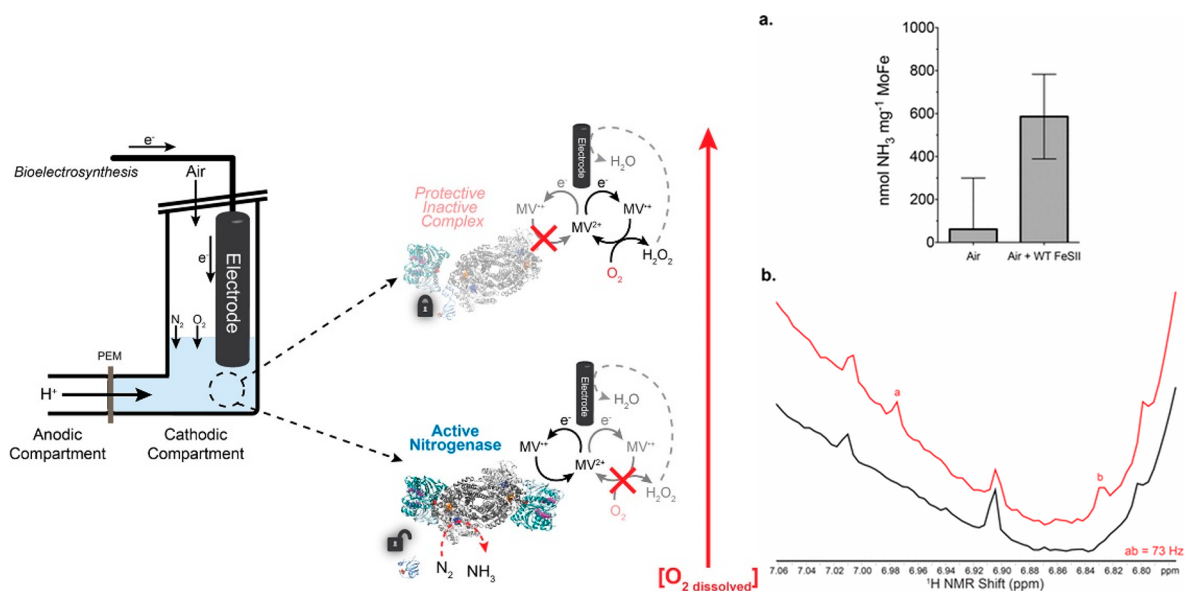 e⁻
Bioelectrosynthesis
Air
e⁻
Electrode
N₂
O₂
PEM
H⁺
Anodic
Compartment
Cathodic
Compartment
Protective
Inactive
Complex
Electrode
H₂O
e⁻
e⁻
MV•+
MV•+
MV²⁺
H₂O₂
O₂
Active
Nitrogenase
Electrode
H₂O
e⁻
e⁻
MV•+
MV•+
MV²⁺
H₂O₂
O₂
N₂
NH₃
[O₂ dissolved]
a.
nmol NH₃ mg⁻¹ MoFe
1000
800
600
400
200
0
Air
Air + WT FeSII
b.
a
b
ab = 73 Hz
7.06 7.04 7.02 7.00 6.98 6.96 6.94 6.92 6.90 6.88 6.86 6.84 6.82 6.80 ppm
¹H NMR Shift (ppm)